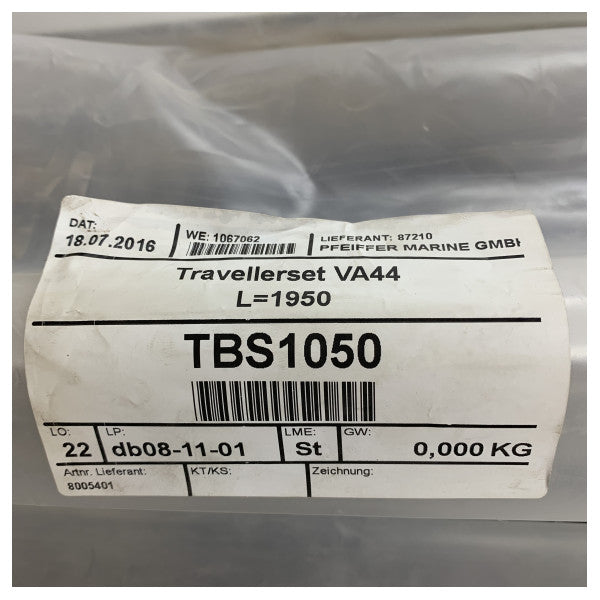 DAT:
18.07.2016
WE: 1067062
LIEFERANT: 87210
PFEIFFER MARINE GMBH
Travellerset VA44
L=1950
TBS1050
LO: LP: LME: GW:
22 db08-11-01 St 0,000 KG
Artnr. Lieferant: KT/KS: Zeichnung:
8005401